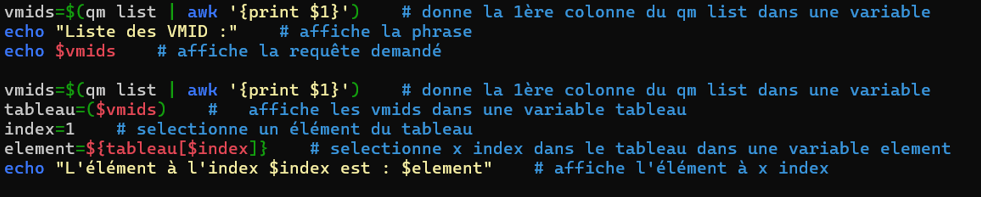 vmids=$(qm list | awk '{print $1}')    # donne la 1ère colonne du qm list dans une variable
echo "Liste des VMID :"    # affiche la phrase
echo $vmids    # affiche la requête demandé

vmids=$(qm list | awk '{print $1}')    # donne la 1ère colonne du qm list dans une variable
tableau=($vmids)    #   affiche les vmids dans une variable tableau
index=1    # selectionne un élément du tableau
element=${tableau[$index]}    # selectionne x index dans le tableau dans une variable element
echo "L'élément à l'index $index est : $element"    # affiche l'élément à x index